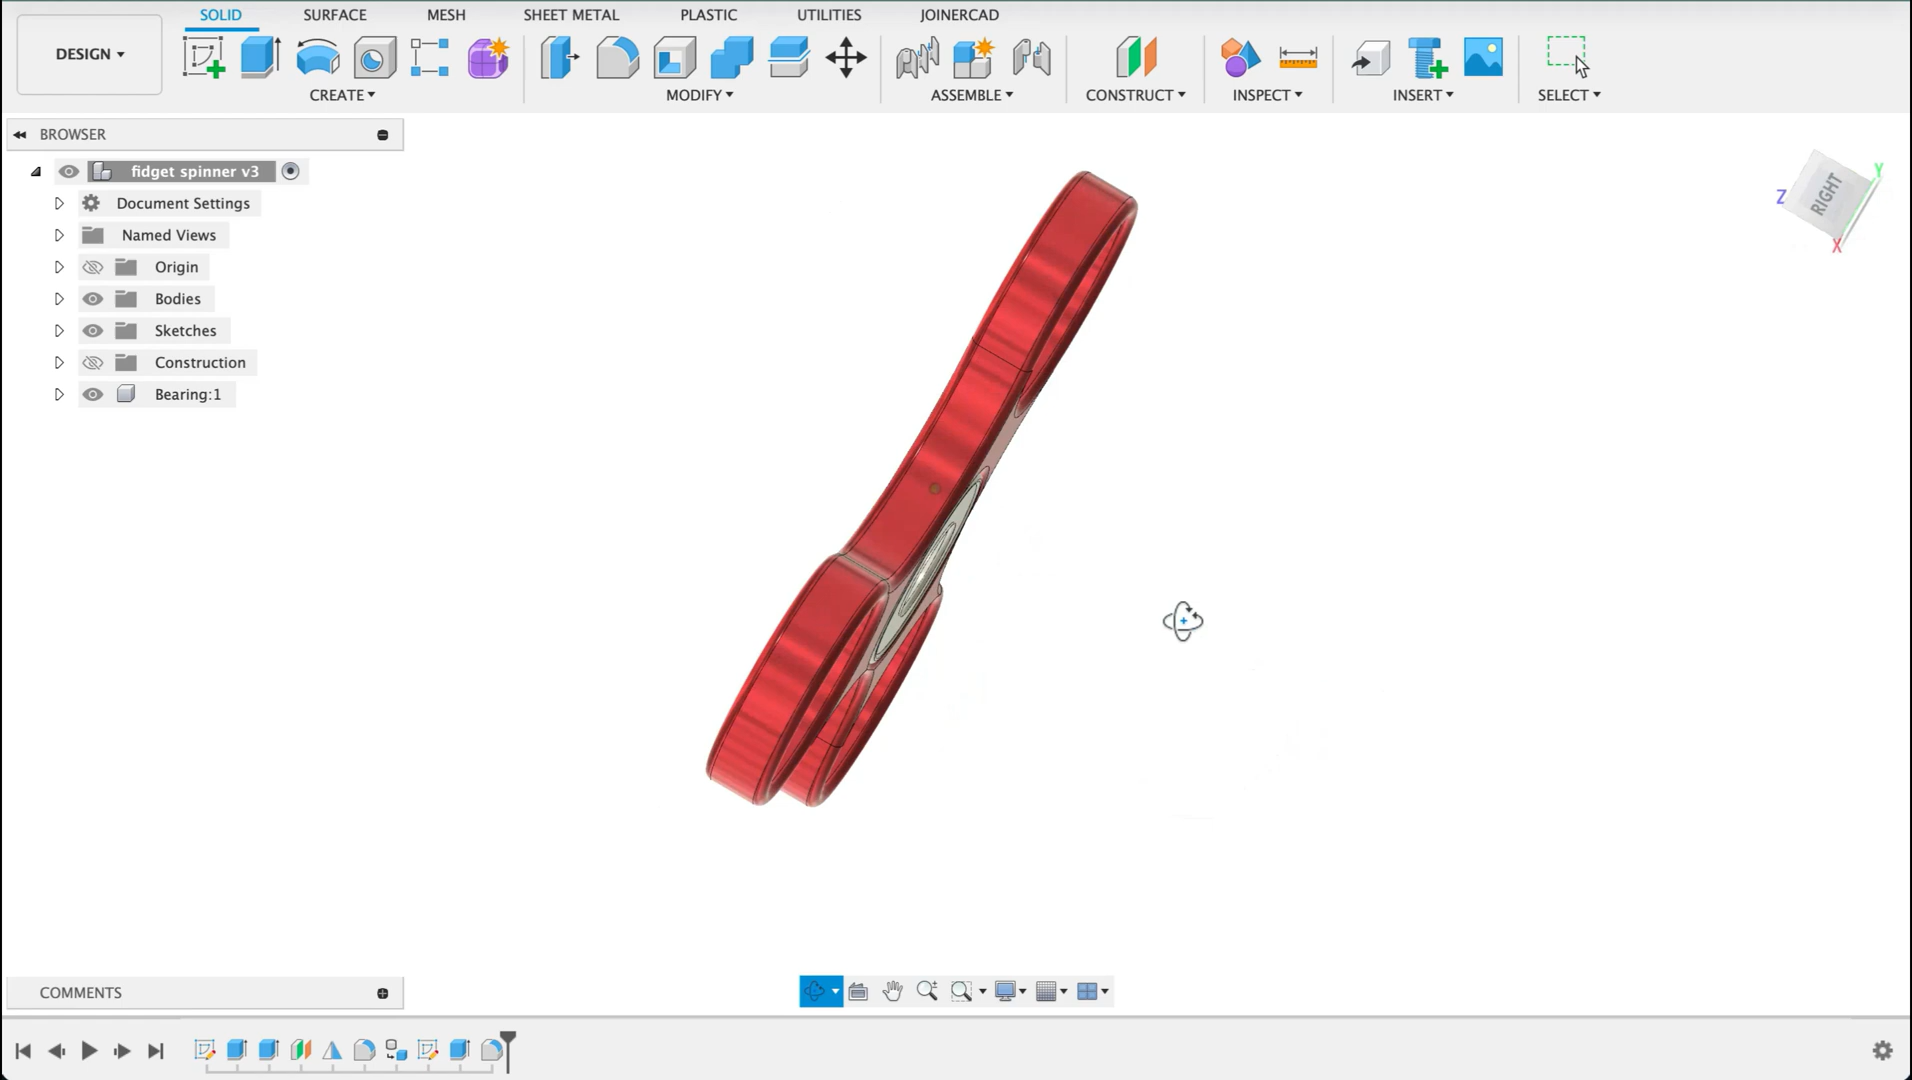 SOLID SURFACE MESH SHEET METAL PLASTIC UTILITIES JOINERCAD
DESIGN
CREATE MODIFY ASSEMBLE CONSTRUCT INSPECT INSERT SELECT
BROWSER
fidget spinner v3
Document Settings
Named Views
Origin
Bodies
Sketches
Construction
Bearing:1
Y
Z
RIGHT
X
COMMENTS